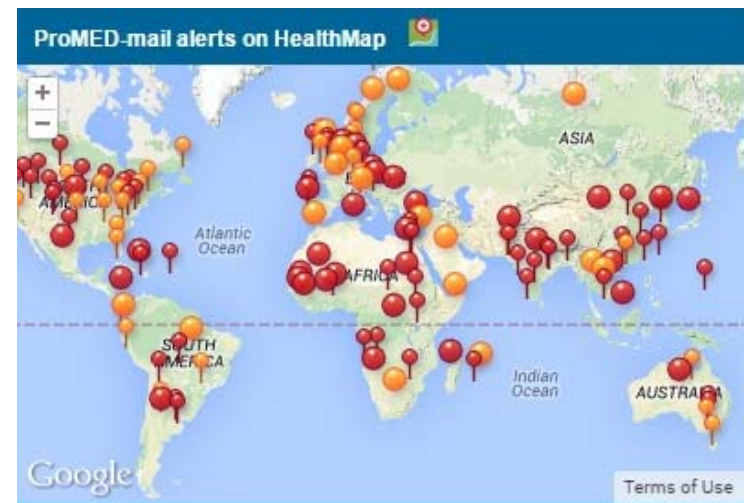 ProMED-mail alerts on HealthMap
+
−
ASIA
Atlantic
Ocean
AFRICA
SOUTH
AMERICA
Indian
Ocean
AUSTRALIA
Google
Terms of Use